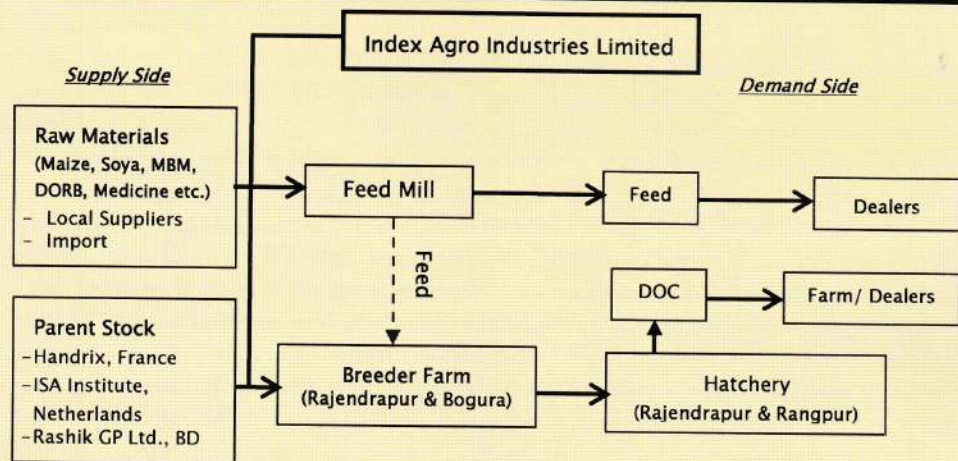 Index Agro Industries Limited
Supply Side
Demand Side
Raw Materials
(Maize, Soya, MBM,
DORB, Medicine etc.)
- Local Suppliers
- Import
Feed Mill
Feed
Dealers
Feed
DOC
Farm/ Dealers
Parent Stock
-Handrix, France
-ISA Institute,
Netherlands
-Rashik GP Ltd., BD
Breeder Farm
(Rajendrapur & Bogura)
Hatchery
(Rajendrapur & Rangpur)